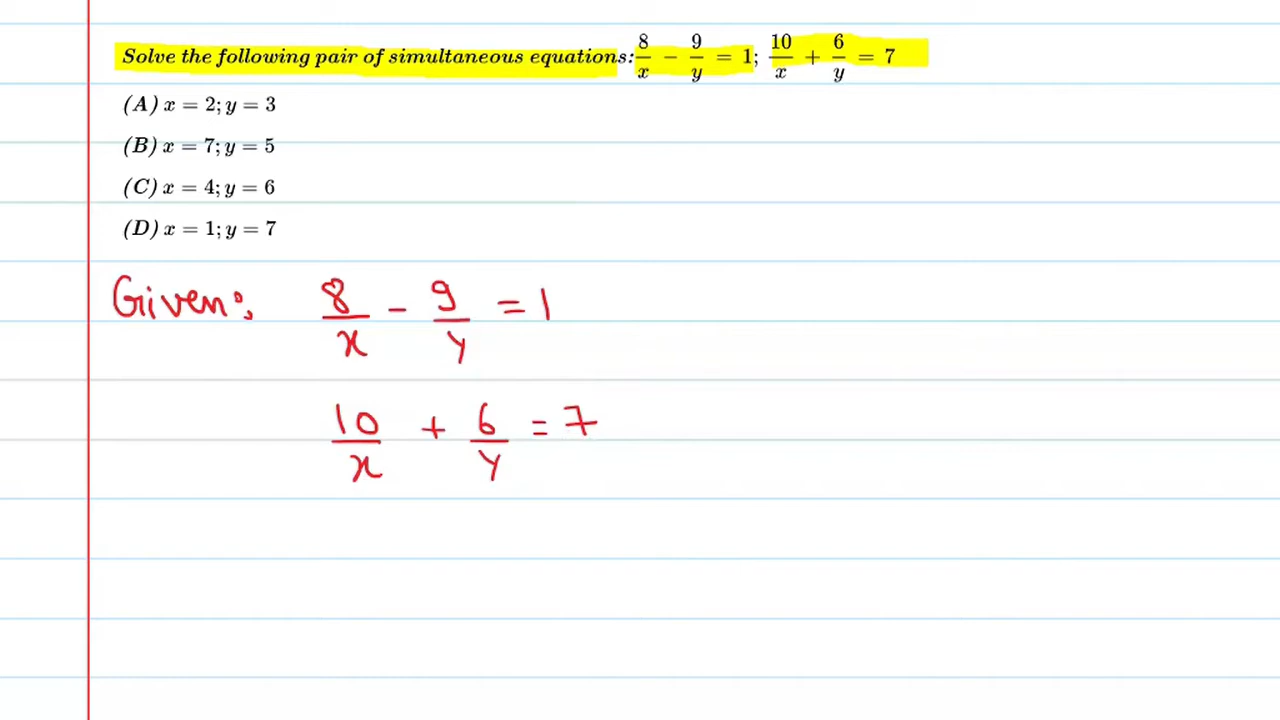 Solve the following pair of simultaneous equations: 8/x − 9/y = 1; 10/x + 6/y = 7
(A) x = 2; y = 3
(B) x = 7; y = 5
(C) x = 4; y = 6
(D) x = 1; y = 7
Given: 8/x − 9/y = 1
10/x + 6/y = 7